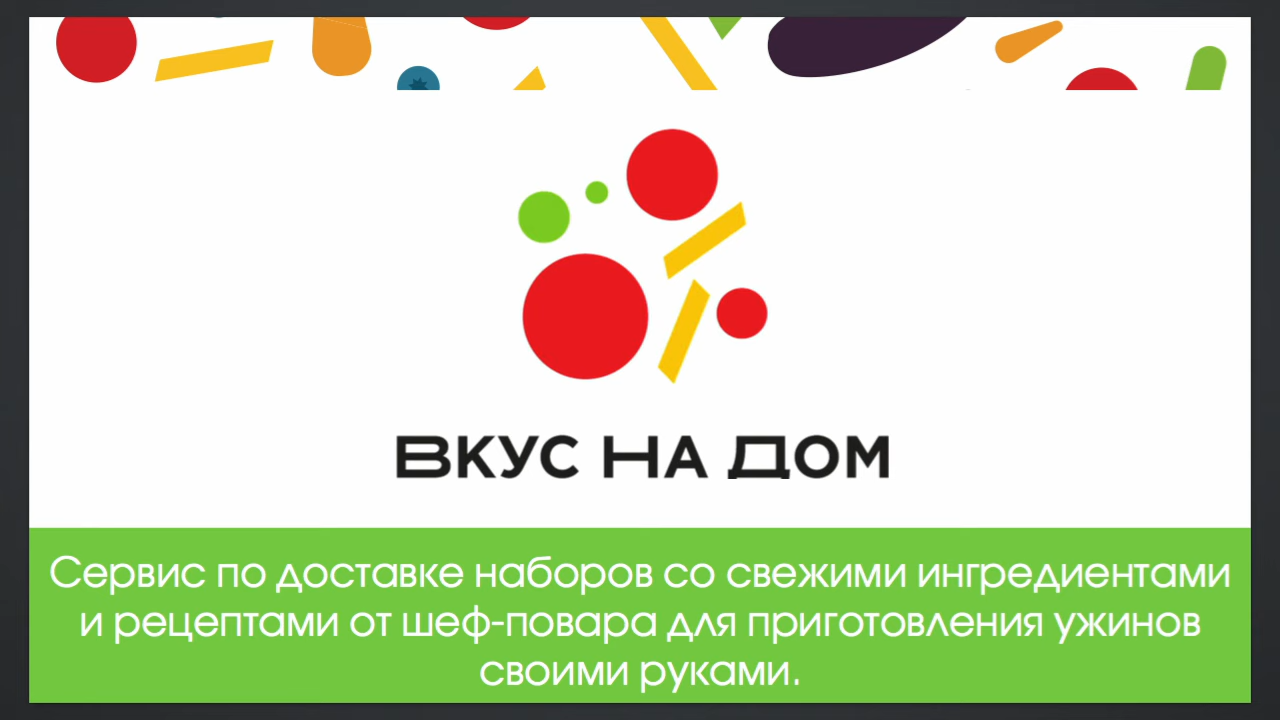 ВКУС НА ДОМ
Сервис по доставке наборов со свежими ингредиентами
и рецептами от шеф-повара для приготовления ужинов
своими руками.